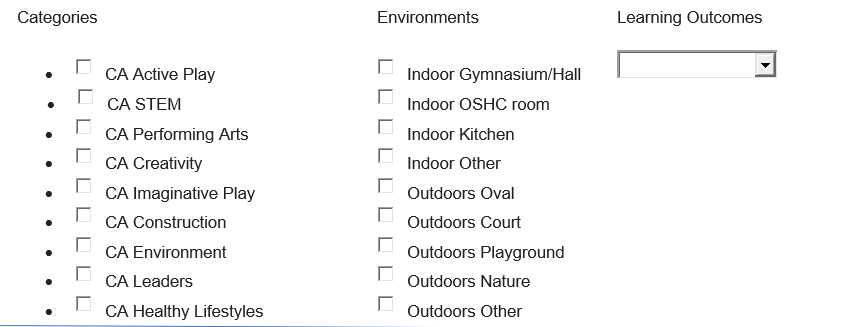 Categories Environments Learning Outcomes
• CA Active Play Indoor Gymnasium/Hall
• CA STEM Indoor OSHC room
• CA Performing Arts Indoor Kitchen
• CA Creativity Indoor Other
• CA Imaginative Play Outdoors Oval
• CA Construction Outdoors Court
• CA Environment Outdoors Playground
• CA Leaders Outdoors Nature
• CA Healthy Lifestyles Outdoors Other